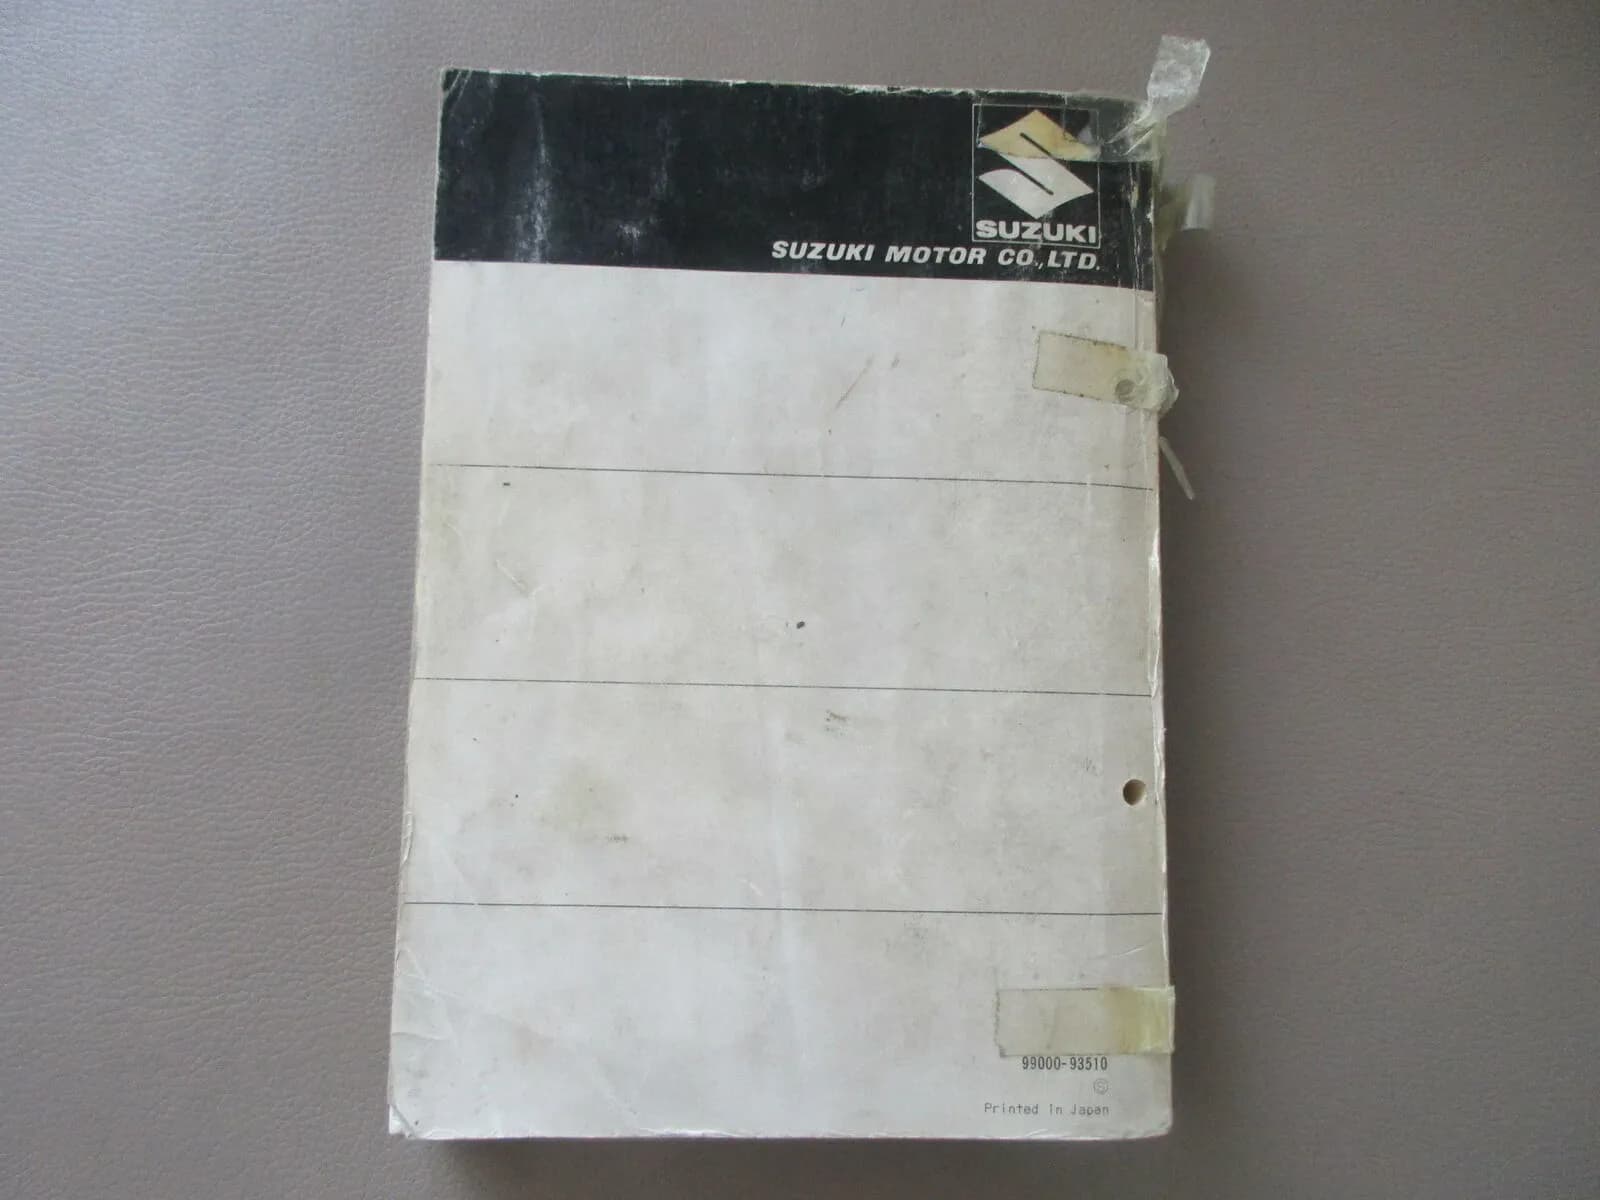 SUZUKI
SUZUKI MOTOR CO.,LTD.
99000-93510
Ⓢ
Printed in Japan